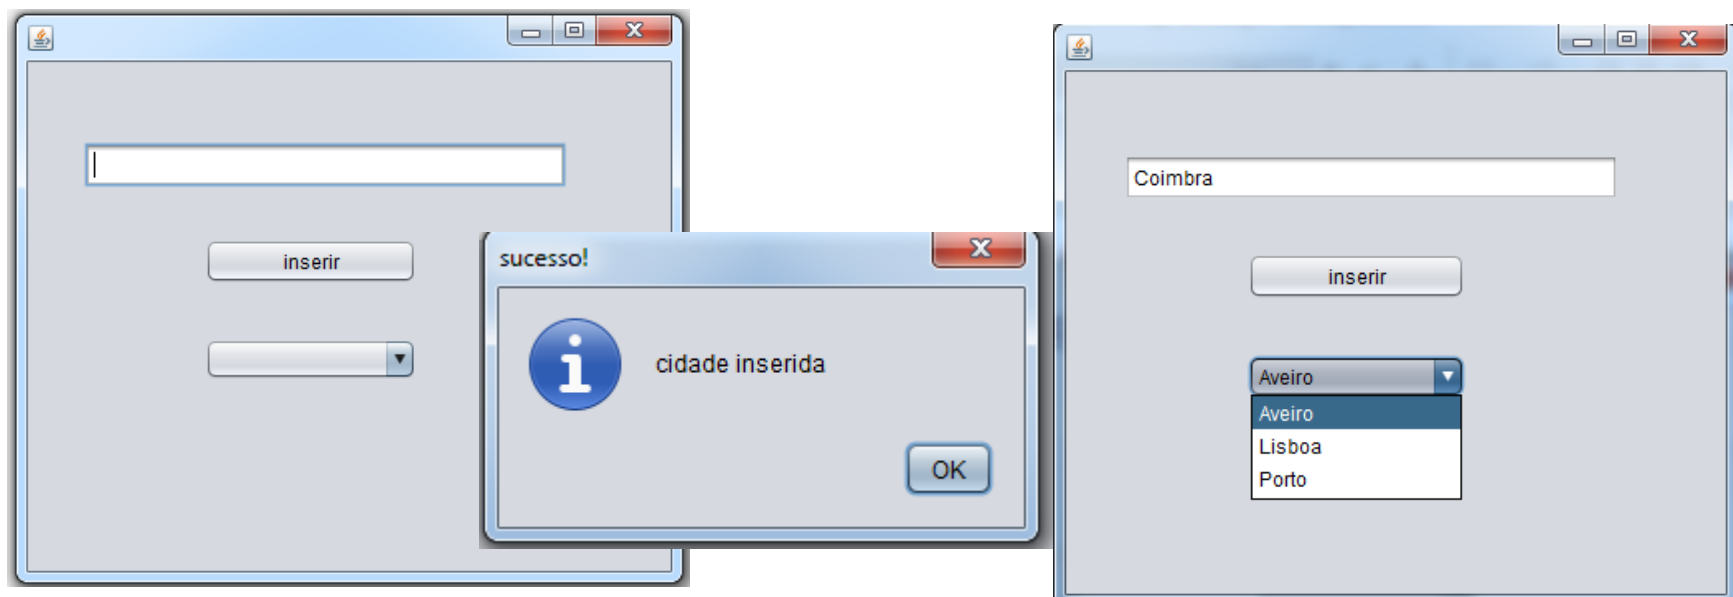 inserir
sucesso!
cidade inserida
OK
Coimbra
inserir
Aveiro
Aveiro
Lisboa
Porto